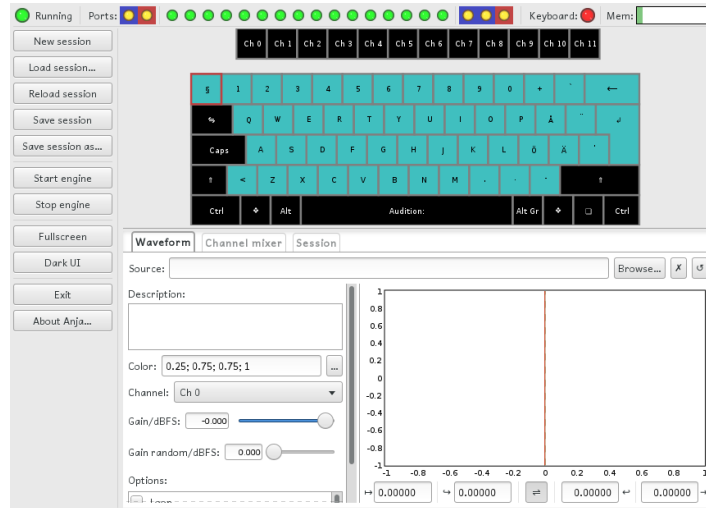 Running Ports: Keyboard: Mem:
New session
Load session...
Reload session
Save session
Save session as...
Start engine
Stop engine
Fullscreen
Dark UI
Exit
About Anja...
Ch 0 Ch 1 Ch 2 Ch 3 Ch 4 Ch 5 Ch 6 Ch 7 Ch 8 Ch 9 Ch 10 Ch 11
§ 1 2 3 4 5 6 7 8 9 0 + ´ ←
↹ Q W E R T Y U I O P Å ¨ ↲
Caps A S D F G H J K L Ö Ä '
⇧ < Z X C V B N M , . - ⇧
Ctrl ❖ Alt Audition: Alt Gr ❖ ❏ Ctrl
Waveform Channel mixer Session
Source: Browse... ✗ ↺
Description:
Color: 0.25; 0.75; 0.75; 1 ...
Channel: Ch 0
Gain/dBFS: -0.000
Gain random/dBFS: 0.000
Options:
Loop
1
0.8
0.6
0.4
0.2
0
-0.2
-0.4
-0.6
-0.8
-1
-1 -0.8 -0.6 -0.4 -0.2 0 0.2 0.4 0.6 0.8 1
↦ 0.00000 ↪ 0.00000 ⇌ 0.00000 ↩ 0.00000